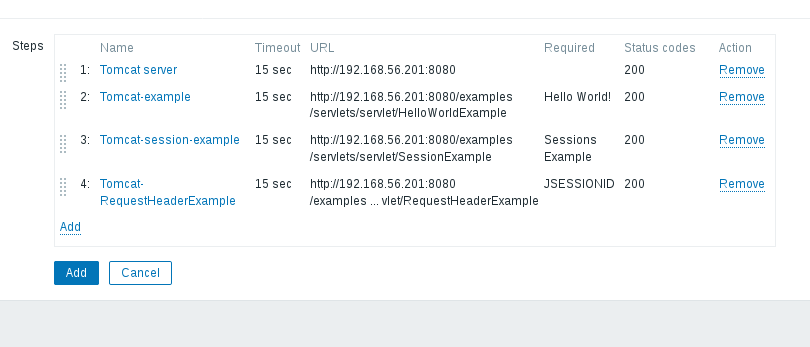 Steps
Name Timeout URL Required Status codes Action
1: Tomcat server 15 sec http://192.168.56.201:8080 200 Remove
2: Tomcat-example 15 sec http://192.168.56.201:8080/examples Hello World! 200 Remove
/servlets/servlet/HelloWorldExample
3: Tomcat-session-example 15 sec http://192.168.56.201:8080/examples Sessions 200 Remove
/servlets/servlet/SessionExample Example
4: Tomcat- 15 sec http://192.168.56.201:8080 JSESSIONID 200 Remove
RequestHeaderExample /examples ... vlet/RequestHeaderExample
Add
Add Cancel